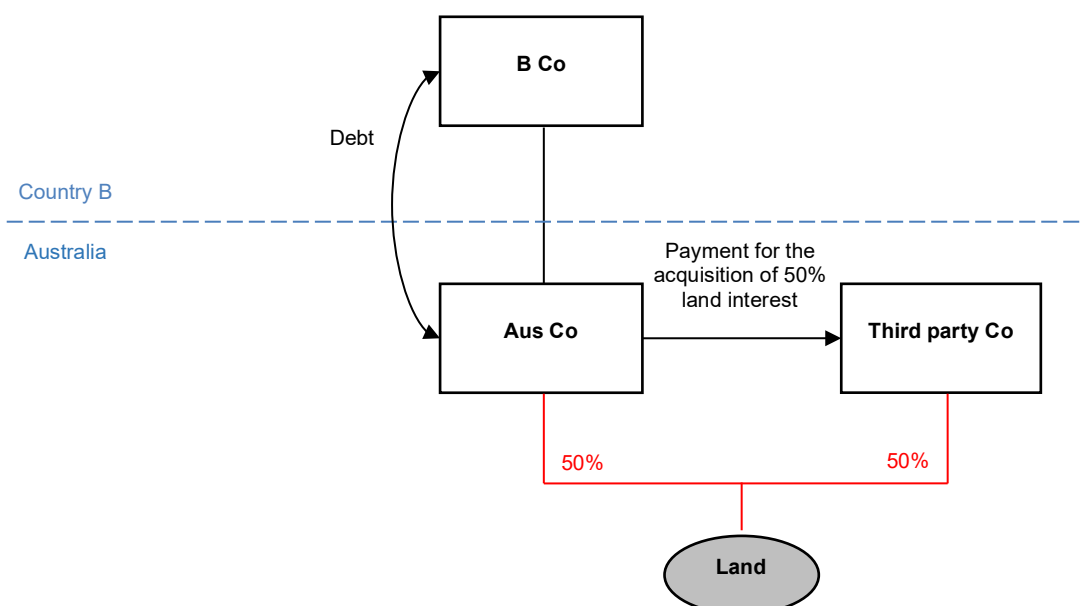 B Co
Debt
Country B
Australia
Payment for the
acquisition of 50%
land interest
Aus Co
Third party Co
50%
50%
Land